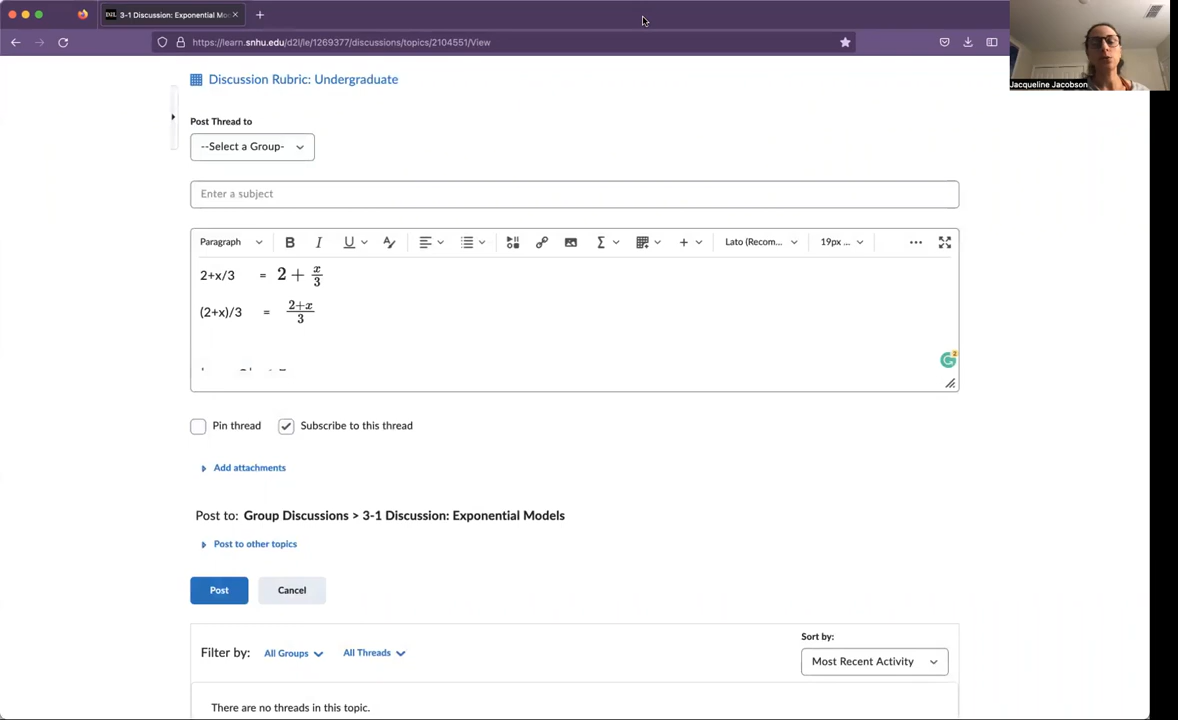 3-1 Discussion: Exponential Mo
https://learn.snhu.edu/d2l/le/1269377/discussions/topics/2104551/View
Jacqueline Jacobson
Discussion Rubric: Undergraduate
Post Thread to
--Select a Group-
Enter a subject
Paragraph B I U Σ + Lato (Recom... 19px ...
2+x/3 = 2 + x/3
(2+x)/3 = 2+x/3
2
Pin thread Subscribe to this thread
Add attachments
Post to: Group Discussions > 3-1 Discussion: Exponential Models
Post to other topics
Post Cancel
Sort by:
Filter by: All Groups All Threads
Most Recent Activity
There are no threads in this topic.